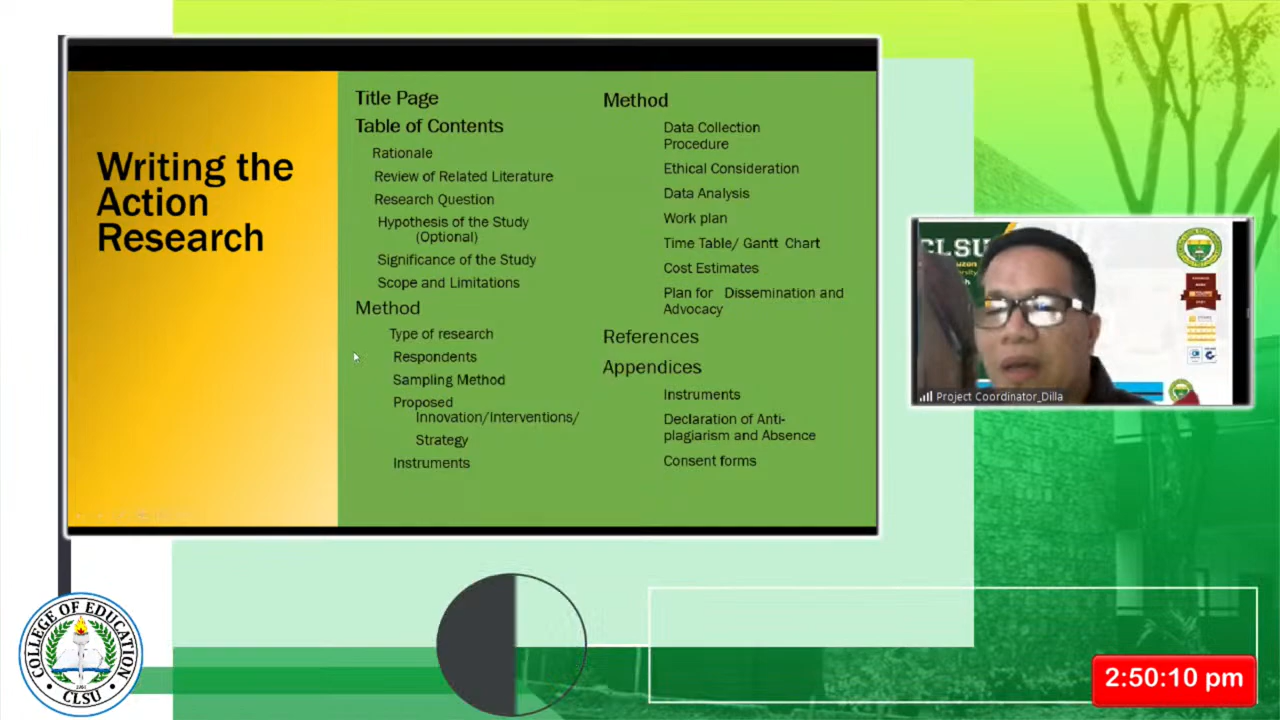 Writing the
Action
Research
Title Page
Table of Contents
Rationale
Review of Related Literature
Research Question
Hypothesis of the Study
(Optional)
Significance of the Study
Scope and Limitations
Method
Type of research
Respondents
Sampling Method
Proposed
Innovation/Interventions/
Strategy
Instruments
Method
Data Collection
Procedure
Ethical Consideration
Data Analysis
Work plan
Time Table/ Gantt Chart
Cost Estimates
Plan for Dissemination and
Advocacy
References
Appendices
Instruments
Declaration of Anti-
plagiarism and Absence
Consent forms
CLSU
Project Coordinator_Dilla
COLLEGE OF EDUCATION
CLSU
2:50:10 pm